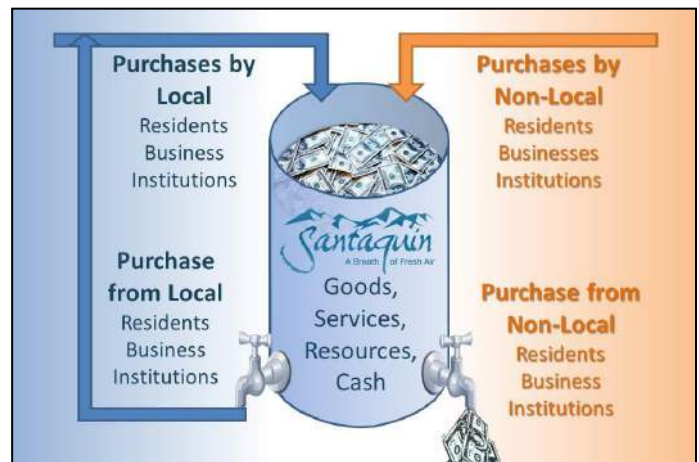 Purchases by
Local
Residents
Business
Institutions
Purchases by
Non-Local
Residents
Businesses
Institutions
Santaquin
A Breath of Fresh Air
Goods,
Services,
Resources,
Cash
Purchase
from Local
Residents
Business
Institutions
Purchase from
Non-Local
Residents
Business
Institutions